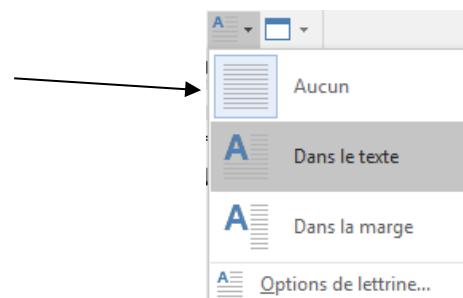 Aucun
Dans le texte
Dans la marge
Options de lettrine...